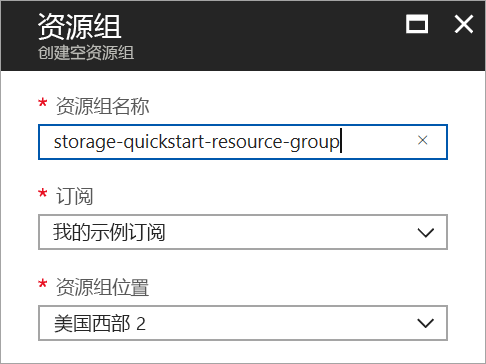 资源组
创建空资源组
* 资源组名称
storage-quickstart-resource-group
* 订阅
我的示例订阅
* 资源组位置
美国西部 2